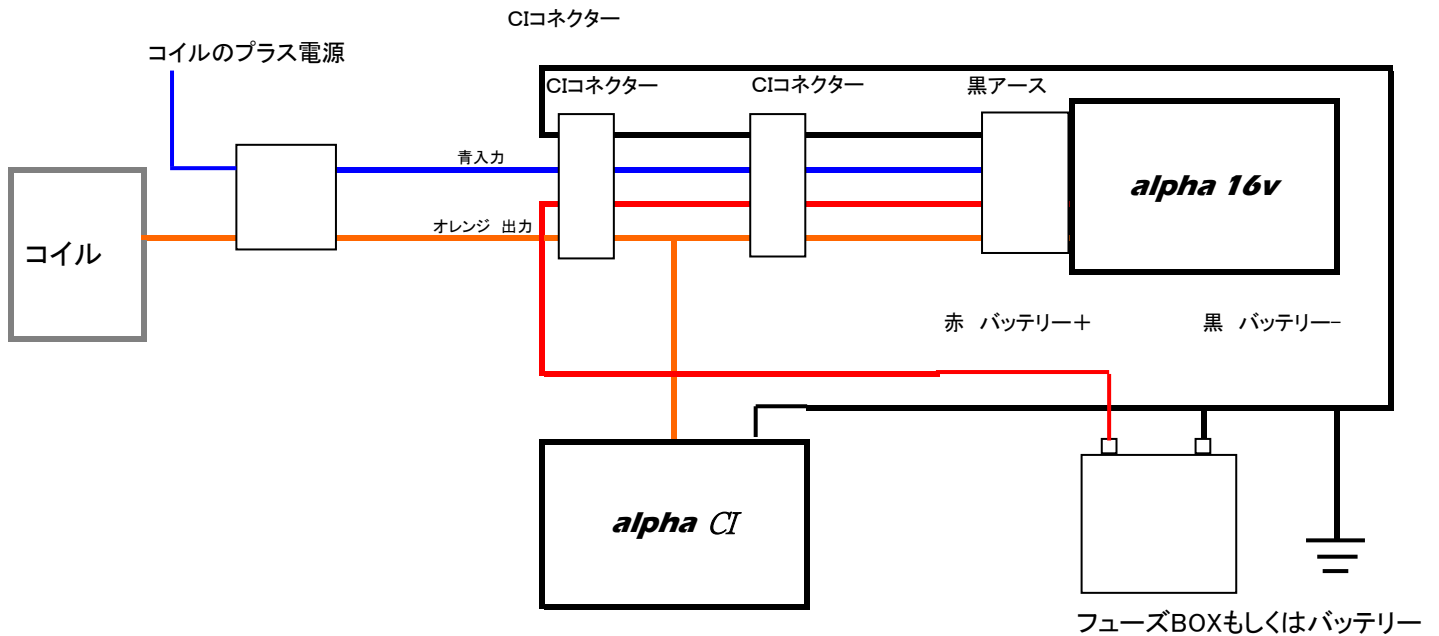 CIコネクター
コイルのプラス電源
CIコネクター
CIコネクター
黒アース
青入力
alpha 16v
オレンジ 出力
コイル
赤 バッテリー＋
黒 バッテリー−
alpha CI
フューズBOXもしくはバッテリー